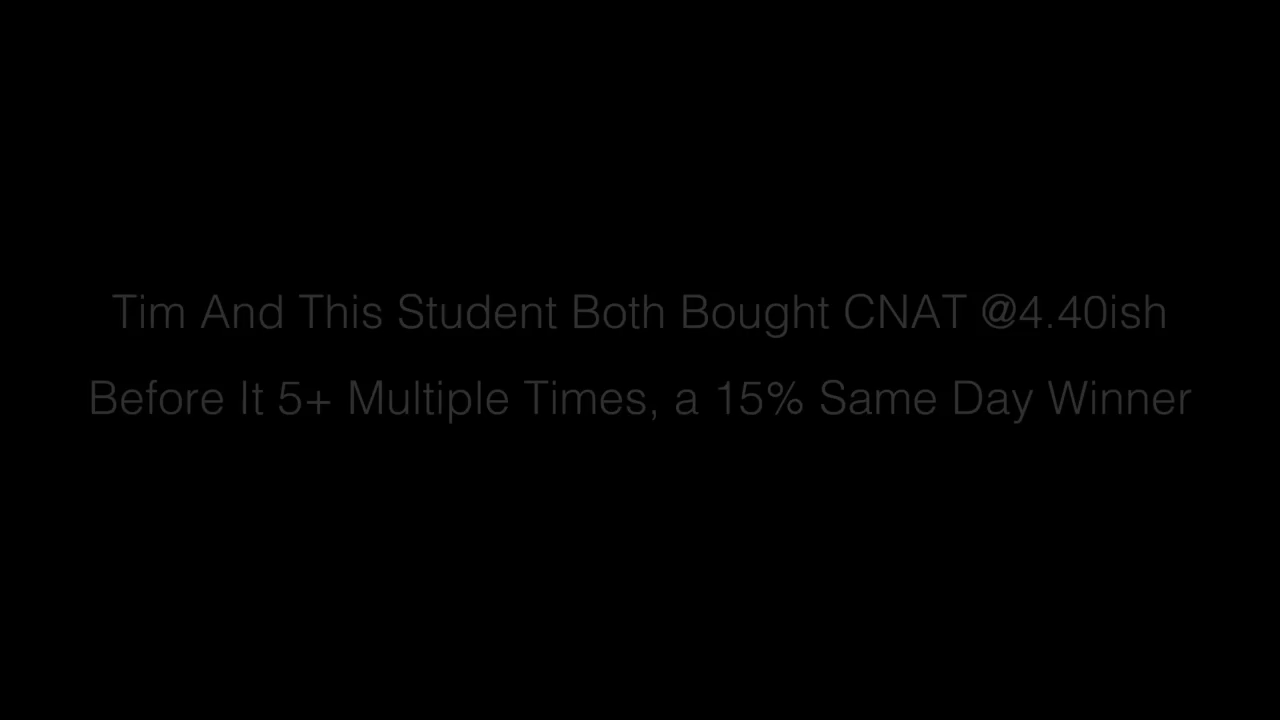 Tim And This Student Both Bought CNAT @4.40ish
Before It 5+ Multiple Times, a 15% Same Day Winner